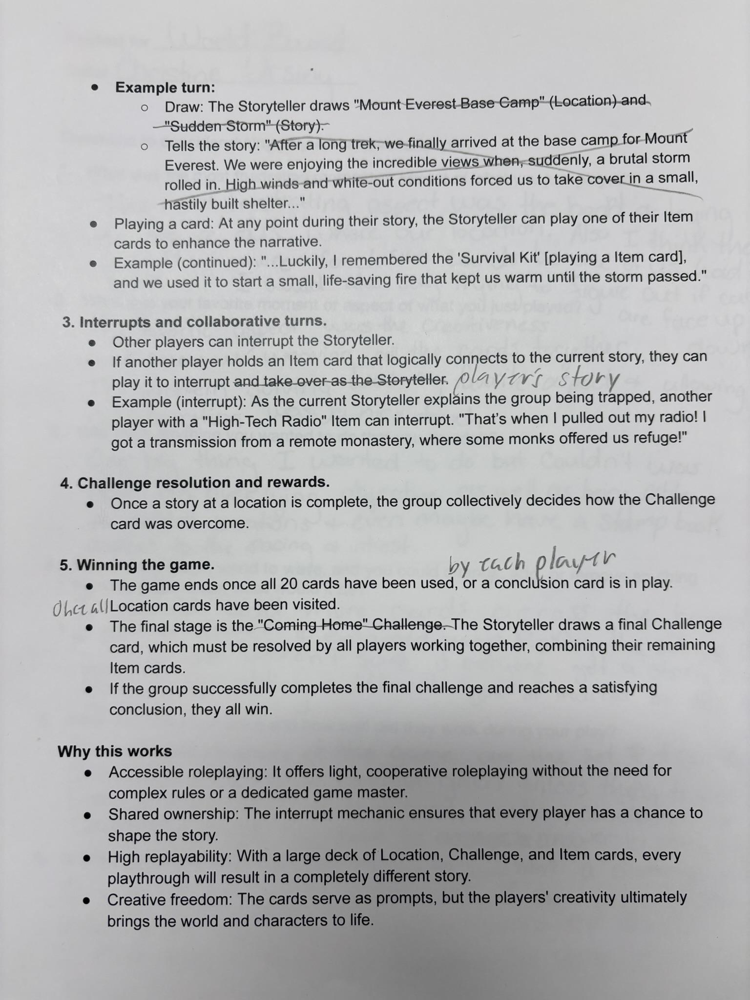 ● Example turn:
○ Draw: The Storyteller draws "Mount Everest Base Camp" (Location) and
"Sudden Storm" (Story).
○ Tells the story: "After a long trek, we finally arrived at the base camp for Mount
Everest. We were enjoying the incredible views when, suddenly, a brutal storm
rolled in. High winds and white-out conditions forced us to take cover in a small,
hastily built shelter..."
● Playing a card: At any point during their story, the Storyteller can play one of their Item
cards to enhance the narrative.
● Example (continued): "...Luckily, I remembered the 'Survival Kit' [playing a Item card],
and we used it to start a small, life-saving fire that kept us warm until the storm passed."
3. Interrupts and collaborative turns.
● Other players can interrupt the Storyteller.
● If another player holds an Item card that logically connects to the current story, they can
play it to interrupt and take over as the Storyteller. player's story
● Example (interrupt): As the current Storyteller explains the group being trapped, another
player with a "High-Tech Radio" Item can interrupt. "That's when I pulled out my radio! I
got a transmission from a remote monastery, where some monks offered us refuge!"
4. Challenge resolution and rewards.
● Once a story at a location is complete, the group collectively decides how the Challenge
card was overcome.
5. Winning the game.
by each player
● The game ends once all 20 cards have been used, or a conclusion card is in play.
Once all Location cards have been visited.
● The final stage is the "Coming Home" Challenge. The Storyteller draws a final Challenge
card, which must be resolved by all players working together, combining their remaining
Item cards.
● If the group successfully completes the final challenge and reaches a satisfying
conclusion, they all win.
Why this works
● Accessible roleplaying: It offers light, cooperative roleplaying without the need for
complex rules or a dedicated game master.
● Shared ownership: The interrupt mechanic ensures that every player has a chance to
shape the story.
● High replayability: With a large deck of Location, Challenge, and Item cards, every
playthrough will result in a completely different story.
● Creative freedom: The cards serve as prompts, but the players' creativity ultimately
brings the world and characters to life.